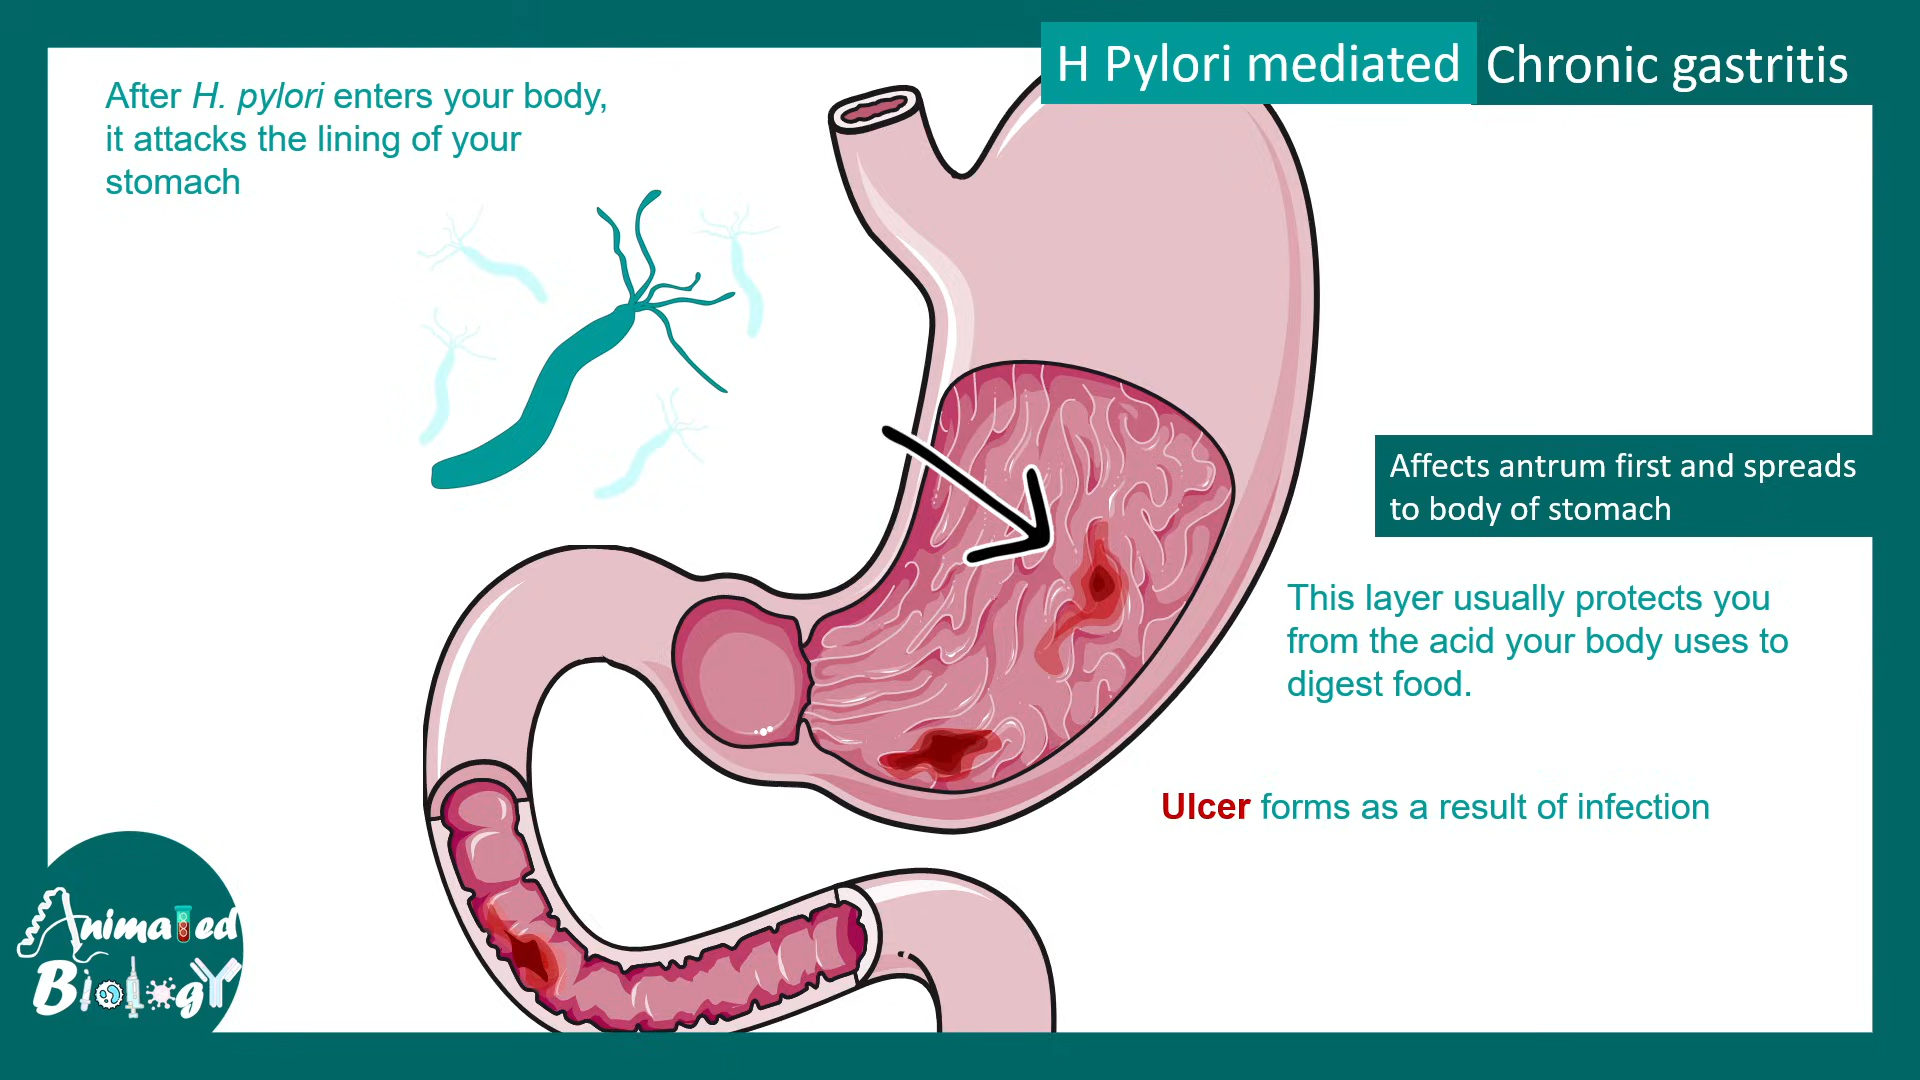 H Pylori mediated Chronic gastritis
After H. pylori enters your body,
it attacks the lining of your
stomach
Affects antrum first and spreads
to body of stomach
This layer usually protects you
from the acid your body uses to
digest food.
Ulcer forms as a result of infection
Animated
Biology